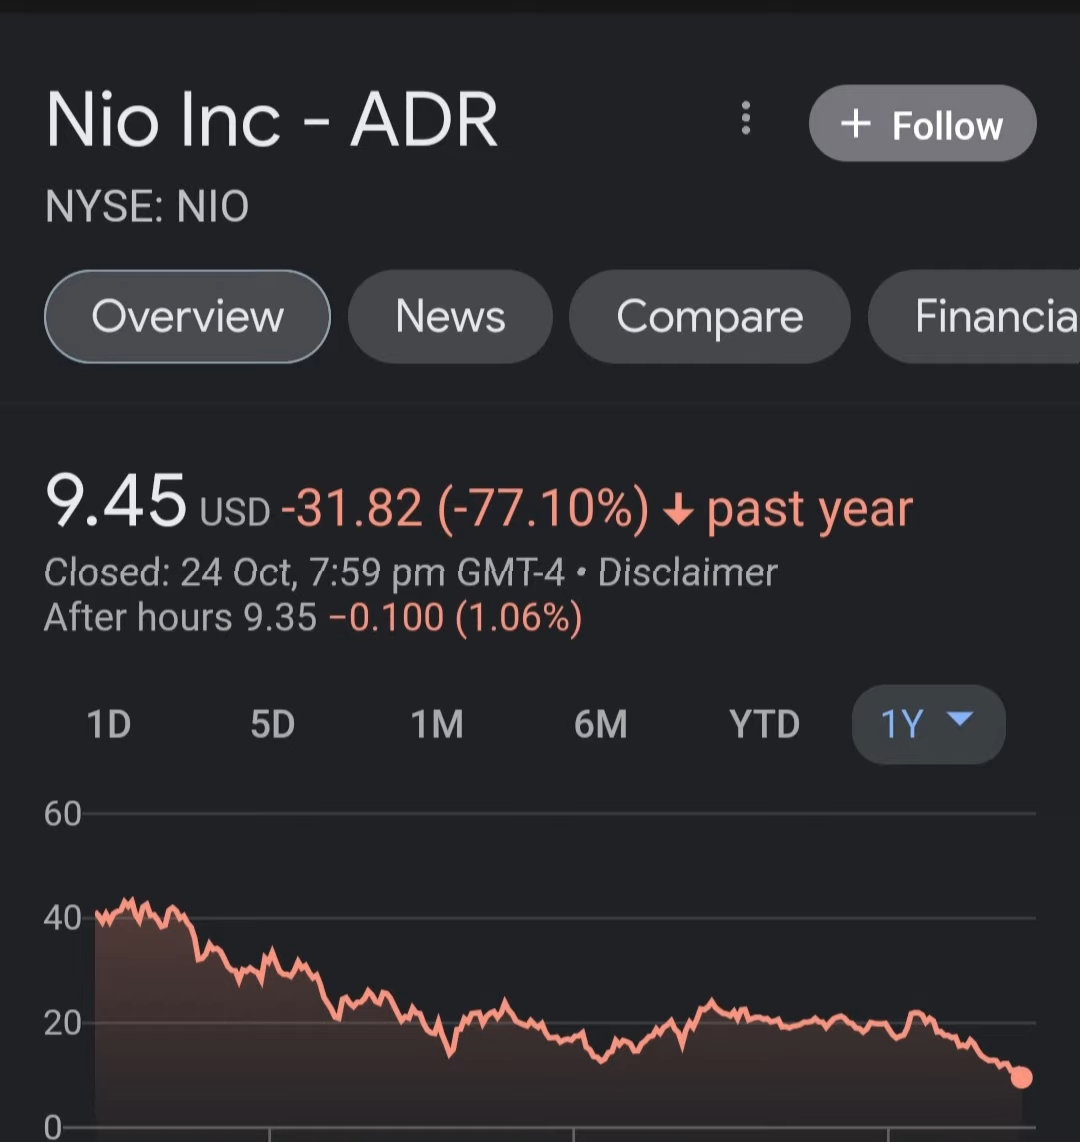 Nio Inc - ADR
+ Follow
NYSE: NIO
Overview
News
Compare
Financia
9.45 USD -31.82 (-77.10%) ↓ past year
Closed: 24 Oct, 7:59 pm GMT-4 • Disclaimer
After hours 9.35 −0.100 (1.06%)
1D
5D
1M
6M
YTD
1Y
60
40
20
0